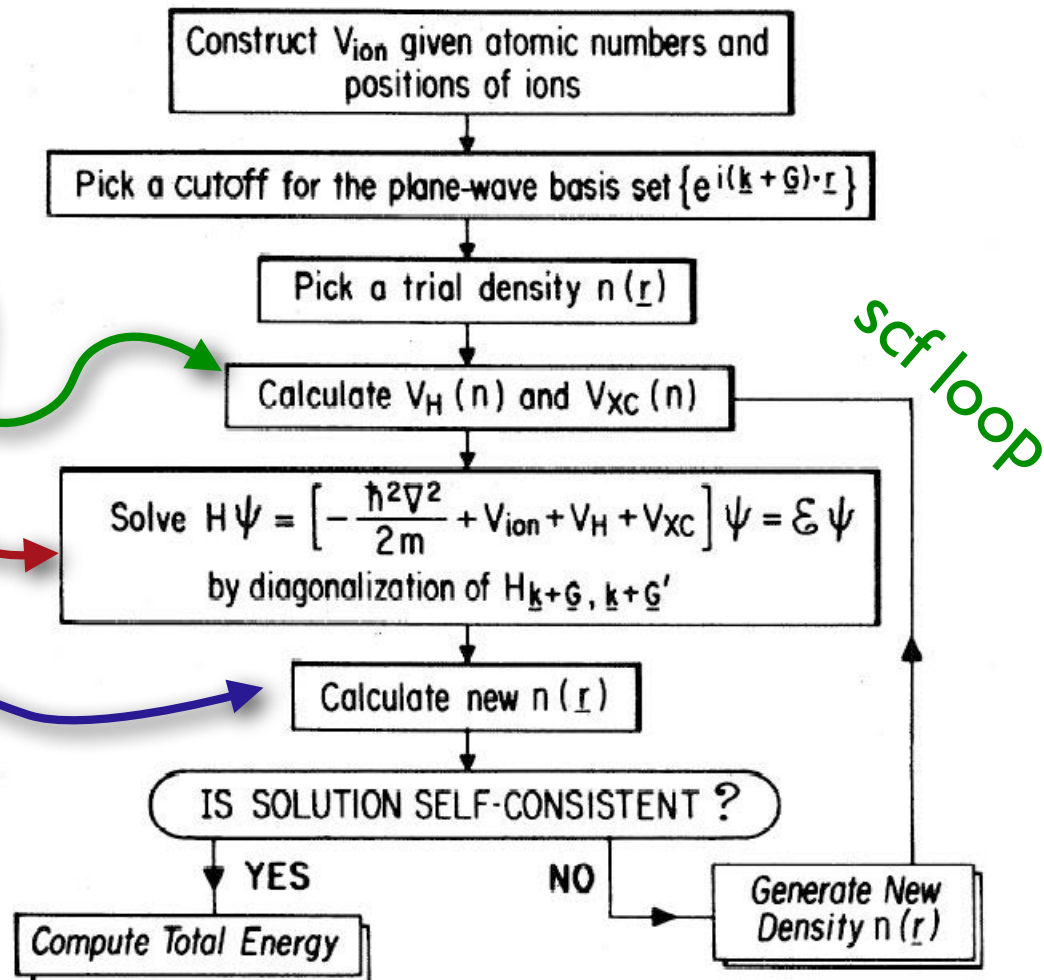 Construct V_ion given atomic numbers and
positions of ions
Pick a cutoff for the plane-wave basis set {e^{i(k + G)·r}}
Pick a trial density n(r)
Calculate V_H (n) and V_XC (n)
scf loop
Solve Hψ = [-ħ²∇²/2m + V_ion + V_H + V_XC] ψ = ℰψ
by diagonalization of H_{k+G, k+G'}
Calculate new n(r)
IS SOLUTION SELF-CONSISTENT ?
YES
NO
Generate New
Density n(r)
Compute Total Energy